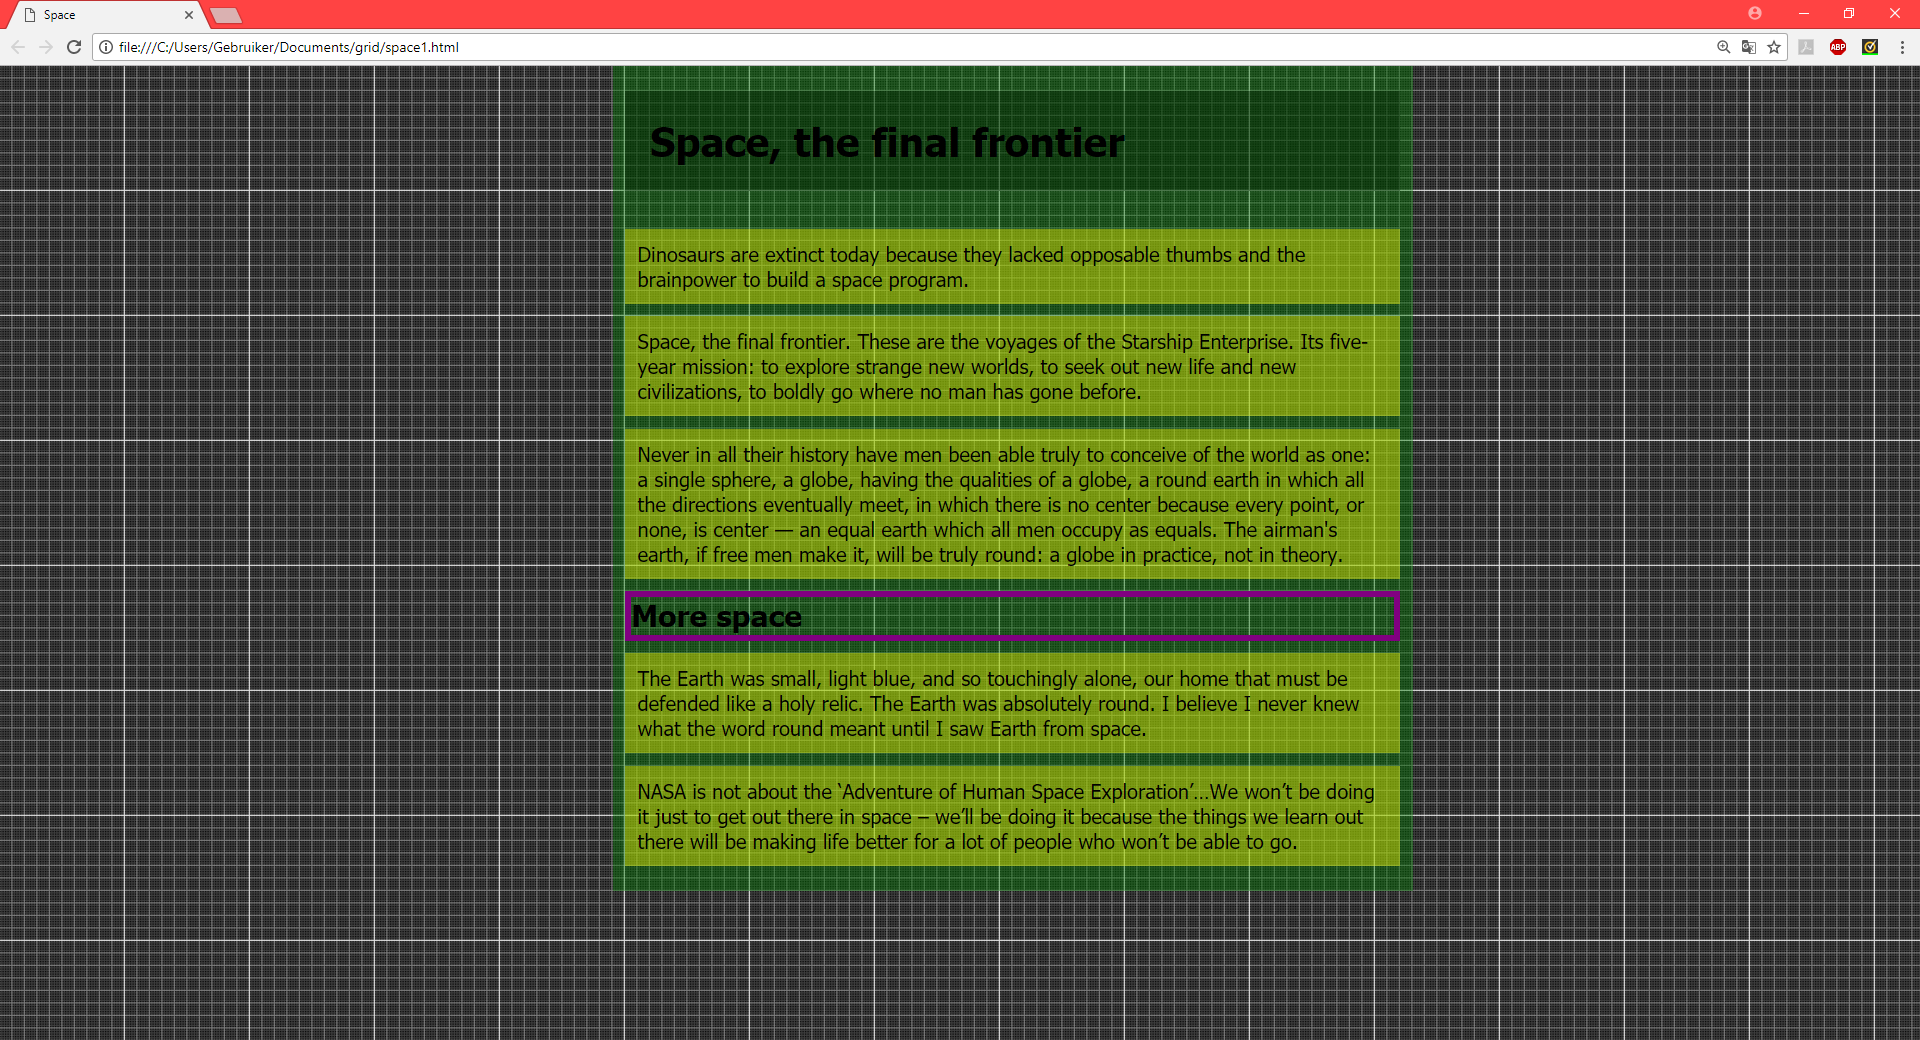 Space
file:///C:/Users/Gebruiker/Documents/grid/space1.html
ABP
Space, the final frontier
Dinosaurs are extinct today because they lacked opposable thumbs and the
brainpower to build a space program.
Space, the final frontier. These are the voyages of the Starship Enterprise. Its five-
year mission: to explore strange new worlds, to seek out new life and new
civilizations, to boldly go where no man has gone before.
Never in all their history have men been able truly to conceive of the world as one:
a single sphere, a globe, having the qualities of a globe, a round earth in which all
the directions eventually meet, in which there is no center because every point, or
none, is center — an equal earth which all men occupy as equals. The airman's
earth, if free men make it, will be truly round: a globe in practice, not in theory.
More space
The Earth was small, light blue, and so touchingly alone, our home that must be
defended like a holy relic. The Earth was absolutely round. I believe I never knew
what the word round meant until I saw Earth from space.
NASA is not about the ‘Adventure of Human Space Exploration’…We won’t be doing
it just to get out there in space – we’ll be doing it because the things we learn out
there will be making life better for a lot of people who won’t be able to go.